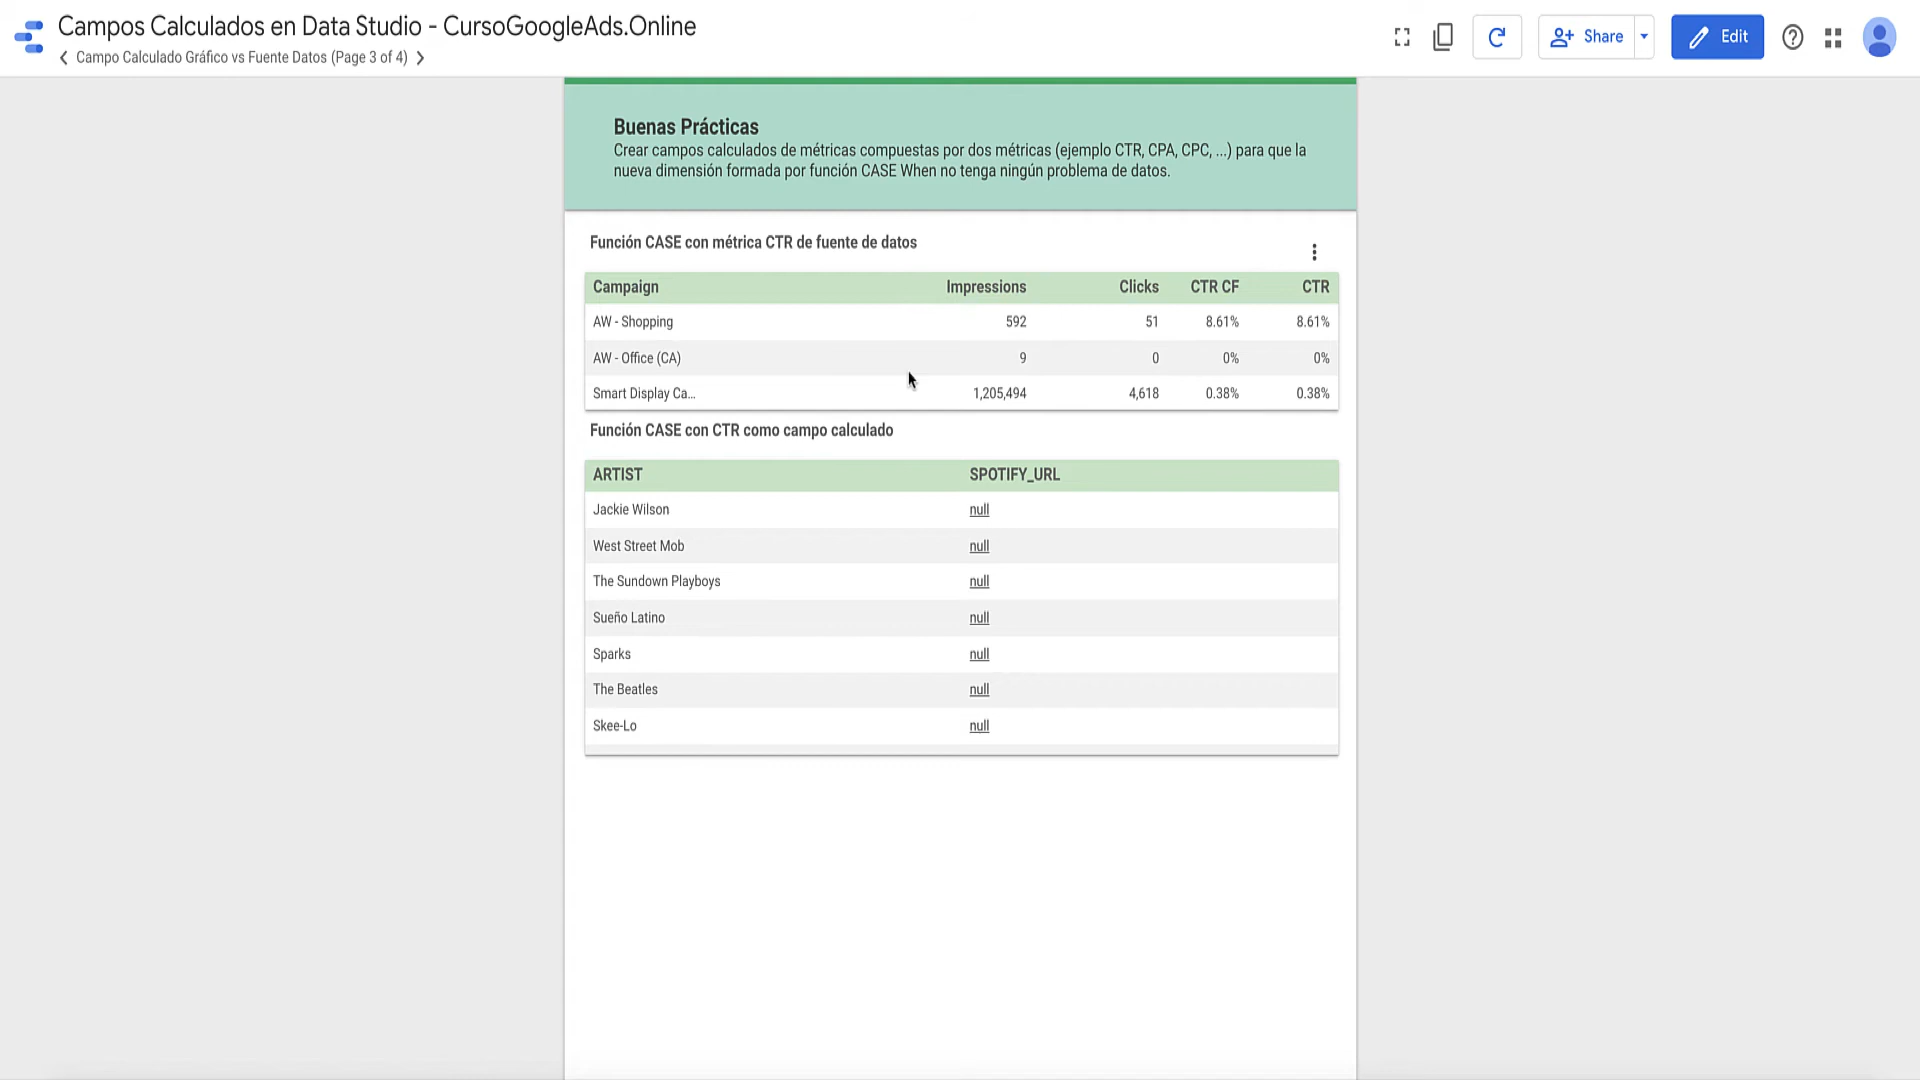 Campos Calculados en Data Studio - CursoGoogleAds.Online
Campo Calculado Gráfico vs Fuente Datos (Page 3 of 4)
Share
Edit
Buenas Prácticas
Crear campos calculados de métricas compuestas por dos métricas (ejemplo CTR, CPA, CPC, ...) para que la
nueva dimensión formada por función CASE When no tenga ningún problema de datos.
Función CASE con métrica CTR de fuente de datos
Campaign Impressions Clicks CTR CF CTR
AW - Shopping 592 51 8.61% 8.61%
AW - Office (CA) 9 0 0% 0%
Smart Display Ca... 1,205,494 4,618 0.38% 0.38%
Función CASE con CTR como campo calculado
ARTIST SPOTIFY_URL
Jackie Wilson null
West Street Mob null
The Sundown Playboys null
Sueño Latino null
Sparks null
The Beatles null
Skee-Lo null